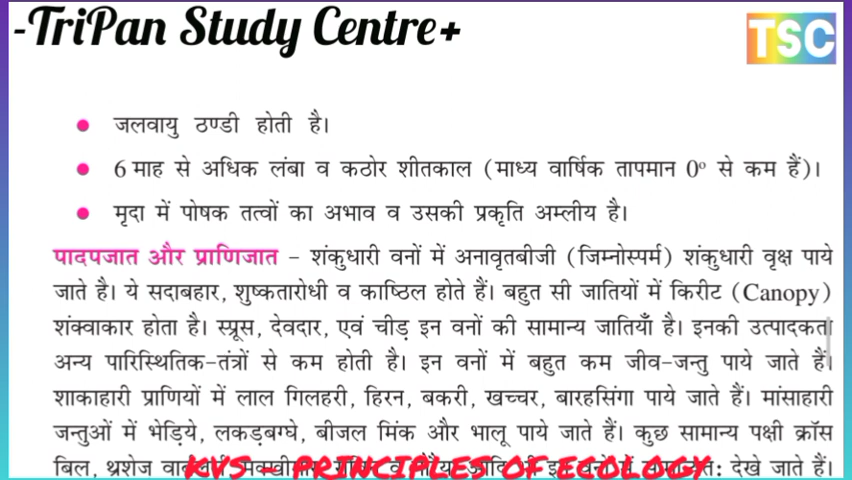 -TriPan Study Centre+
TSC
जलवायु ठण्डी होती है।
6 माह से अधिक लंबा व कठोर शीतकाल (माध्य वार्षिक तापमान 0° से कम हैं)।
मृदा में पोषक तत्वों का अभाव व उसकी प्रकृति अम्लीय है।
पादपजात और प्राणिजात – शंकुधारी वनों में अनावृतबीजी (जिम्नोस्पर्म) शंकुधारी वृक्ष पाये
जाते है। ये सदाबहार, शुष्कतारोधी व काष्ठिल होते हैं। बहुत सी जातियों में किरीट (Canopy)
शंक्वाकार होता है। स्प्रूस, देवदार, एवं चीड़ इन वनों की सामान्य जातियाँ है। इनकी उत्पादकता
अन्य पारिस्थितिक-तंत्रों से कम होती है। इन वनों में बहुत कम जीव-जन्तु पाये जाते हैं।
शाकाहारी प्राणियों में लाल गिलहरी, हिरन, बकरी, खच्चर, बारहसिंगा पाये जाते हैं। मांसाहारी
जन्तुओं में भेड़िये, लकड़बग्घे, बीजल मिंक और भालू पाये जाते हैं। कुछ सामान्य पक्षी क्रॉस
बिल, थ्रशेज इन वनों में सामान्यत: देखे जाते हैं।
KVS - PRINCIPLES OF ECOLOGY